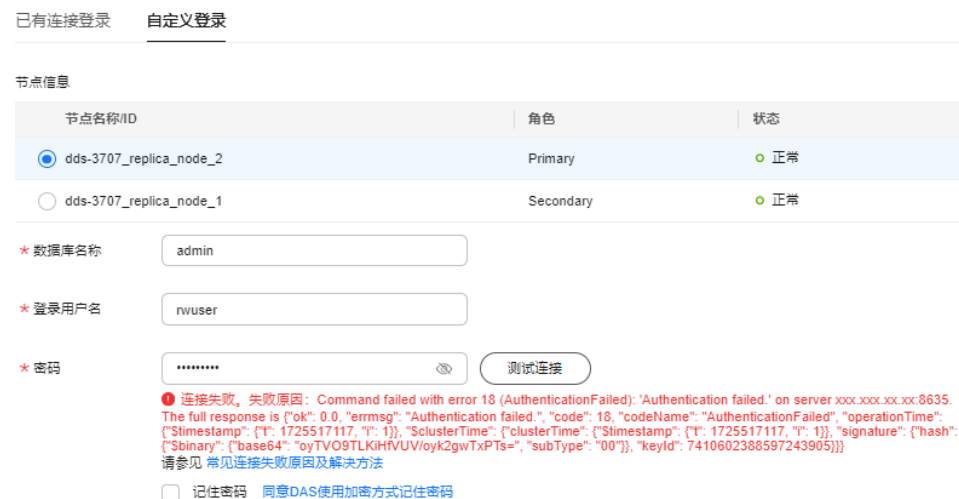 已有连接登录 自定义登录
节点信息
节点名称/ID 角色 状态
dds-3707_replica_node_2 Primary 正常
dds-3707_replica_node_1 Secondary 正常
* 数据库名称 admin
* 登录用户名 rwuser
* 密码 ••••••••• 测试连接
连接失败。失败原因：Command failed with error 18 (AuthenticationFailed): 'Authentication failed.' on server xxx.xxx.xx.xx:8635.
The full response is {"ok": 0.0, "errmsg": "Authentication failed.", "code": 18, "codeName": "AuthenticationFailed", "operationTime":
{"$timestamp": {"t": 1725517117, "i": 1}}, "$clusterTime": {"clusterTime": {"$timestamp": {"t": 1725517117, "i": 1}}, "signature": {"hash":
{"$binary": {"base64": "oyTVO9TLKiHfVUV/oyk2gwTxPTs=", "subType": "00"}}, "keyId": 7410602388597243905}}}
请参见 常见连接失败原因及解决方法
记住密码 同意DAS使用加密方式记住密码